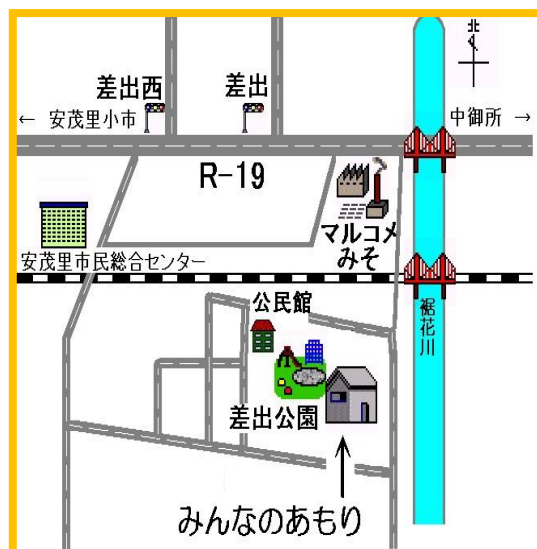 北
差出西
差出
← 安茂里小市
中御所 →
R-19
マルコメ
みそ
安茂里市民総合センター
公民館
裾花川
差出公園
みんなのあもり